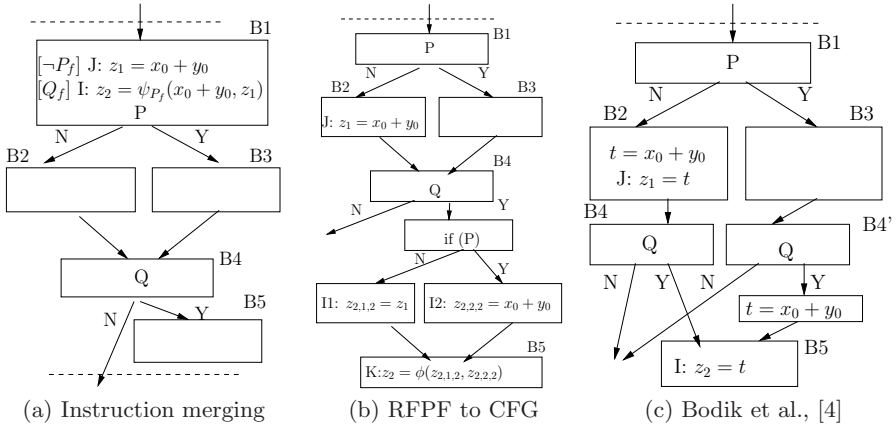 B1
[¬P_f] J: z_1 = x_0 + y_0
[Q_f] I: z_2 = ψ_{P_f}(x_0 + y_0, z_1)
P
N
Y
B2
B3
B4
Q
N
Y
B5
(a) Instruction merging
B1
P
N
Y
B2
B3
J: z_1 = x_0 + y_0
B4
Q
N
Y
if (P)
N
Y
I1: z_{2,1,2} = z_1
I2: z_{2,2,2} = x_0 + y_0
B5
K:z_2 = ϕ(z_{2,1,2}, z_{2,2,2})
(b) RFPF to CFG
B1
P
N
Y
B2
B3
t = x_0 + y_0
J: z_1 = t
B4
B4'
Q
Q
N
Y
N
Y
t = x_0 + y_0
B5
I: z_2 = t
(c) Bodik et al., [4]